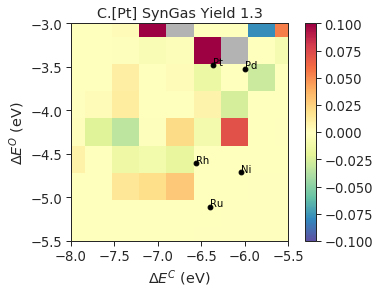 C.[Pt] SynGas Yield 1.3
ΔE^O (eV)
−3.0
−3.5
−4.0
−4.5
−5.0
−5.5
−8.0 −7.5 −7.0 −6.5 −6.0 −5.5
ΔE^C (eV)
Pt
Pd
Rh
Ni
Ru
0.100
0.075
0.050
0.025
0.000
−0.025
−0.050
−0.075
−0.100